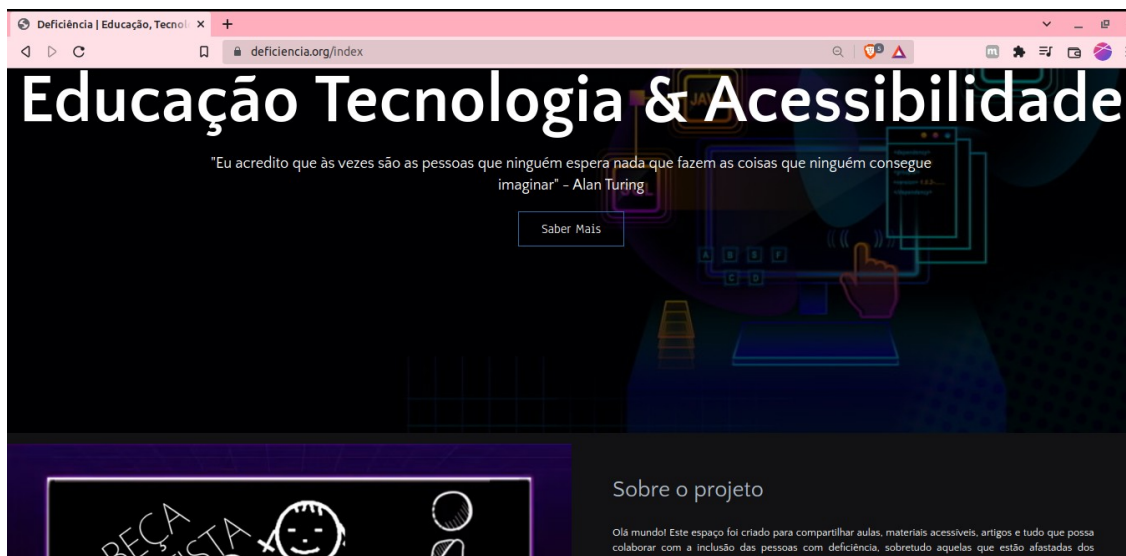 Deficiência | Educação, Tecnol
deficiencia.org/index
5
Educação Tecnologia & Acessibilidade
JAVA
"Eu acredito que às vezes são as pessoas que ninguém espera nada que fazem as coisas que ninguém consegue
imaginar" - Alan Turing
Saber Mais
A B B F
C D
Sobre o projeto
Olá mundo! Este espaço foi criado para compartilhar aulas, materiais acessíveis, artigos e tudo que possa
colaborar com a inclusão das pessoas com deficiência, sobretudo aquelas que estão afastadas dos